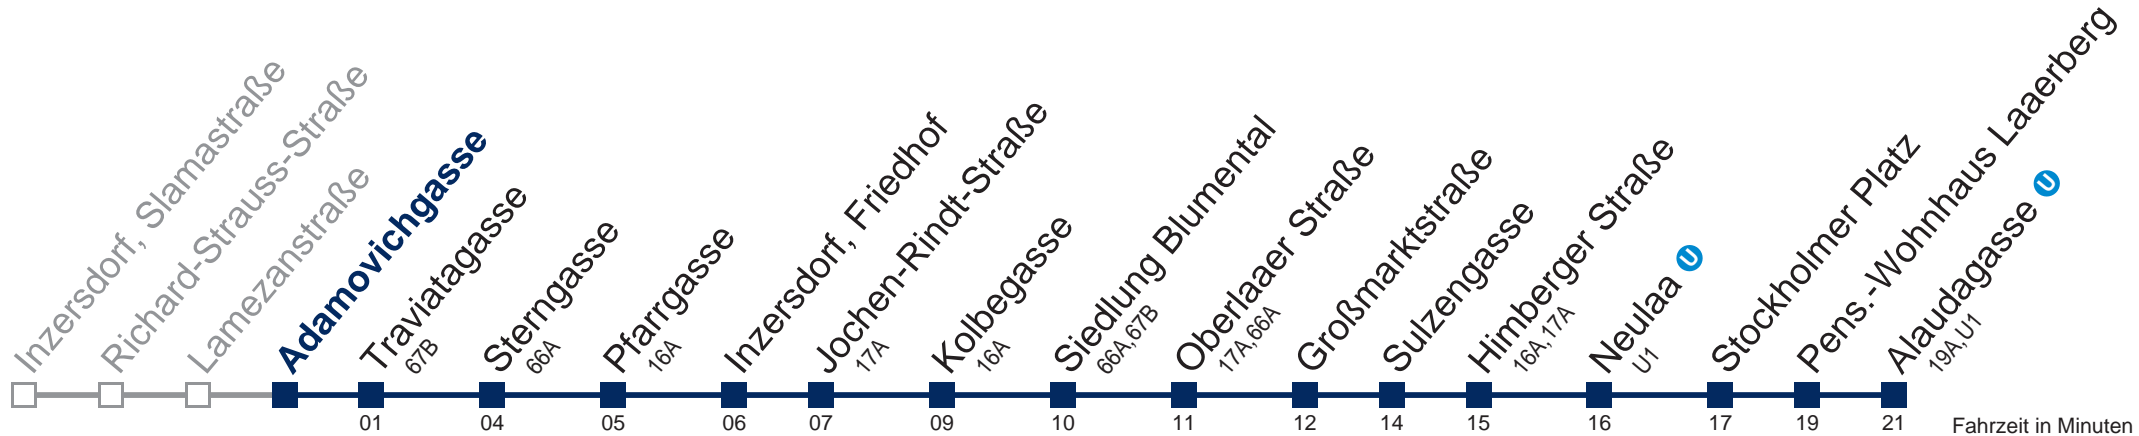 Inzersdorf, Slamastraße
Richard-Strauss-Straße
Lamezanstraße
Adamovichgasse
Traviatagasse
67B
01
Sterngasse
66A
04
Pfarrgasse
16A
05
Inzersdorf, Friedhof
06
Jochen-Rindt-Straße
17A
07
Kolbegasse
16A
09
Siedlung Blumental
66A,67B
10
Oberlaaer Straße
17A,66A
11
Großmarktstraße
12
Sulzengasse
14
Himberger Straße
16A,17A
15
Neulaa U
U1
16
Stockholmer Platz
17
Pens.-Wohnhaus Laaerberg
19
Alaudagasse U
19A,U1
21
Fahrzeit in Minuten